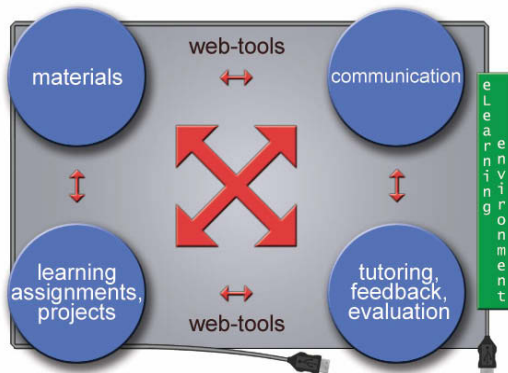 web-tools
materials
communication
eLearning
environment
learning
assignments,
projects
tutoring,
feedback,
evaluation
web-tools